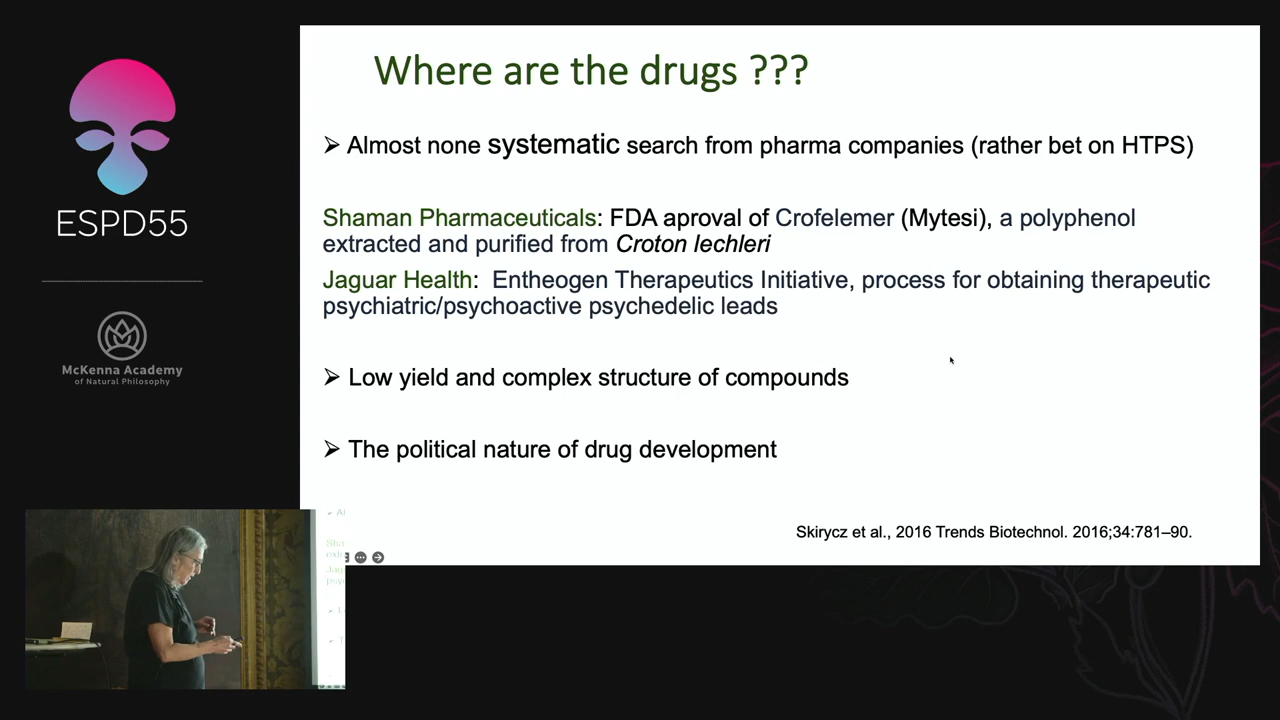 Where are the drugs ???
➢ Almost none systematic search from pharma companies (rather bet on HTPS)
Shaman Pharmaceuticals: FDA aproval of Crofelemer (Mytesi), a polyphenol
extracted and purified from Croton lechleri
Jaguar Health: Entheogen Therapeutics Initiative, process for obtaining therapeutic
psychiatric/psychoactive psychedelic leads
➢ Low yield and complex structure of compounds
➢ The political nature of drug development
Skirycz et al., 2016 Trends Biotechnol. 2016;34:781–90.
ESPD55
McKenna Academy
of Natural Philosophy